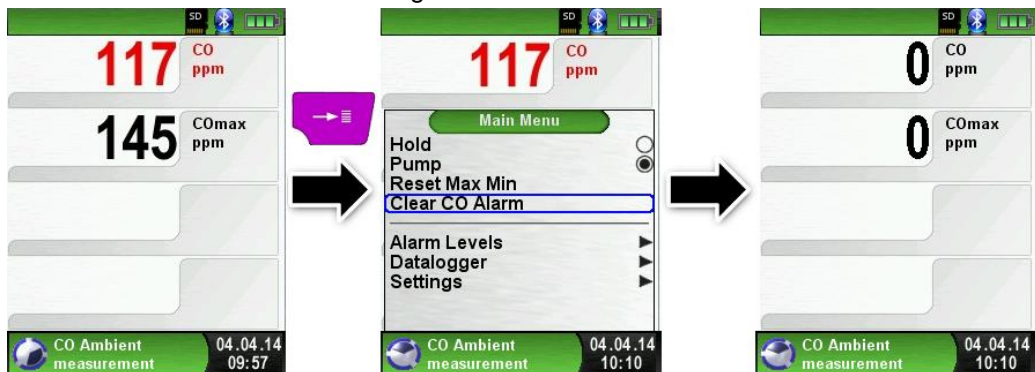 SD
117 CO
ppm
145 COmax
ppm
CO Ambient
measurement
04.04.14
09:57
SD
117 CO
ppm
Main Menu
Hold
Pump
Reset Max Min
Clear CO Alarm
Alarm Levels
Datalogger
Settings
CO Ambient
measurement
04.04.14
10:10
SD
0 CO
ppm
0 COmax
ppm
CO Ambient
measurement
04.04.14
10:10